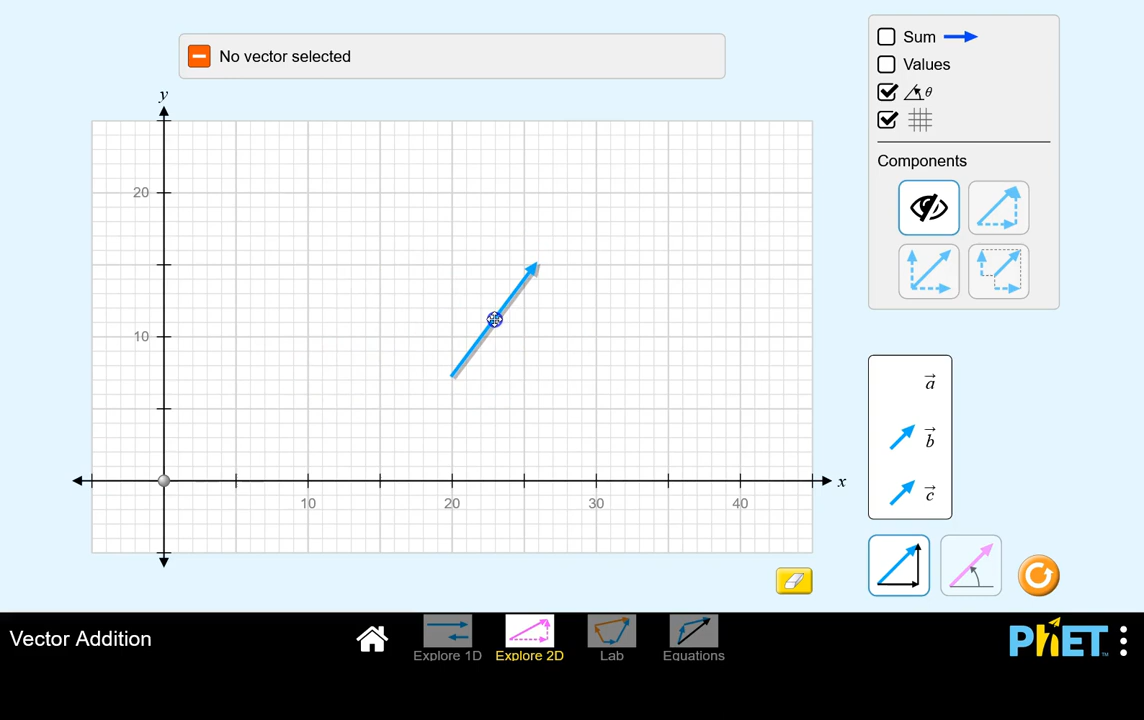 No vector selected
Sum
Values
θ
Components
y
20
10
10
20
30
40
x
a
b
c
Vector Addition
Explore 1D
Explore 2D
Lab
Equations
PhET